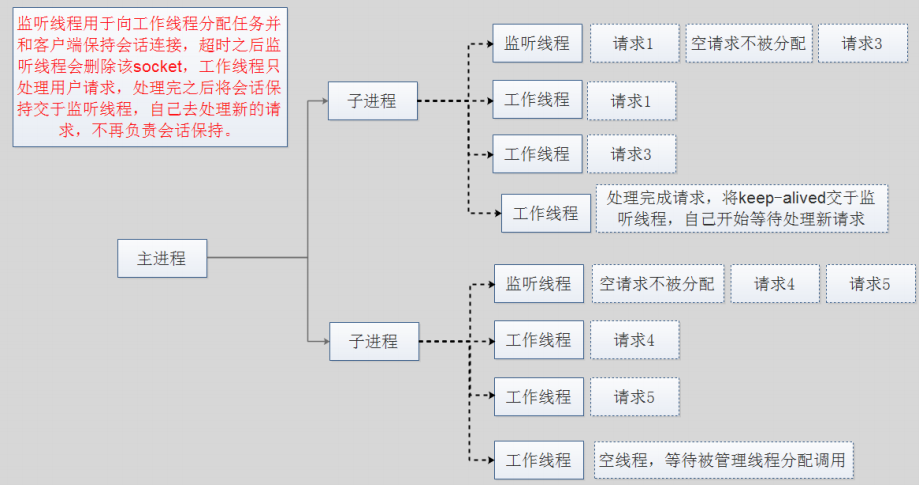 监听线程用于向工作线程分配任务并
和客户端保持会话连接，超时之后监
听线程会删除该socket，工作线程只
处理用户请求，处理完之后将会话保
持交于监听线程，自己去处理新的请
求，不再负责会话保持。
主进程
子进程
监听线程
请求1
空请求不被分配
请求3
工作线程
请求1
工作线程
请求3
工作线程
处理完成请求，将keep-alived交于监
听线程，自己开始等待处理新请求
子进程
监听线程
空请求不被分配
请求4
请求5
工作线程
请求4
工作线程
请求5
工作线程
空线程，等待被管理线程分配调用